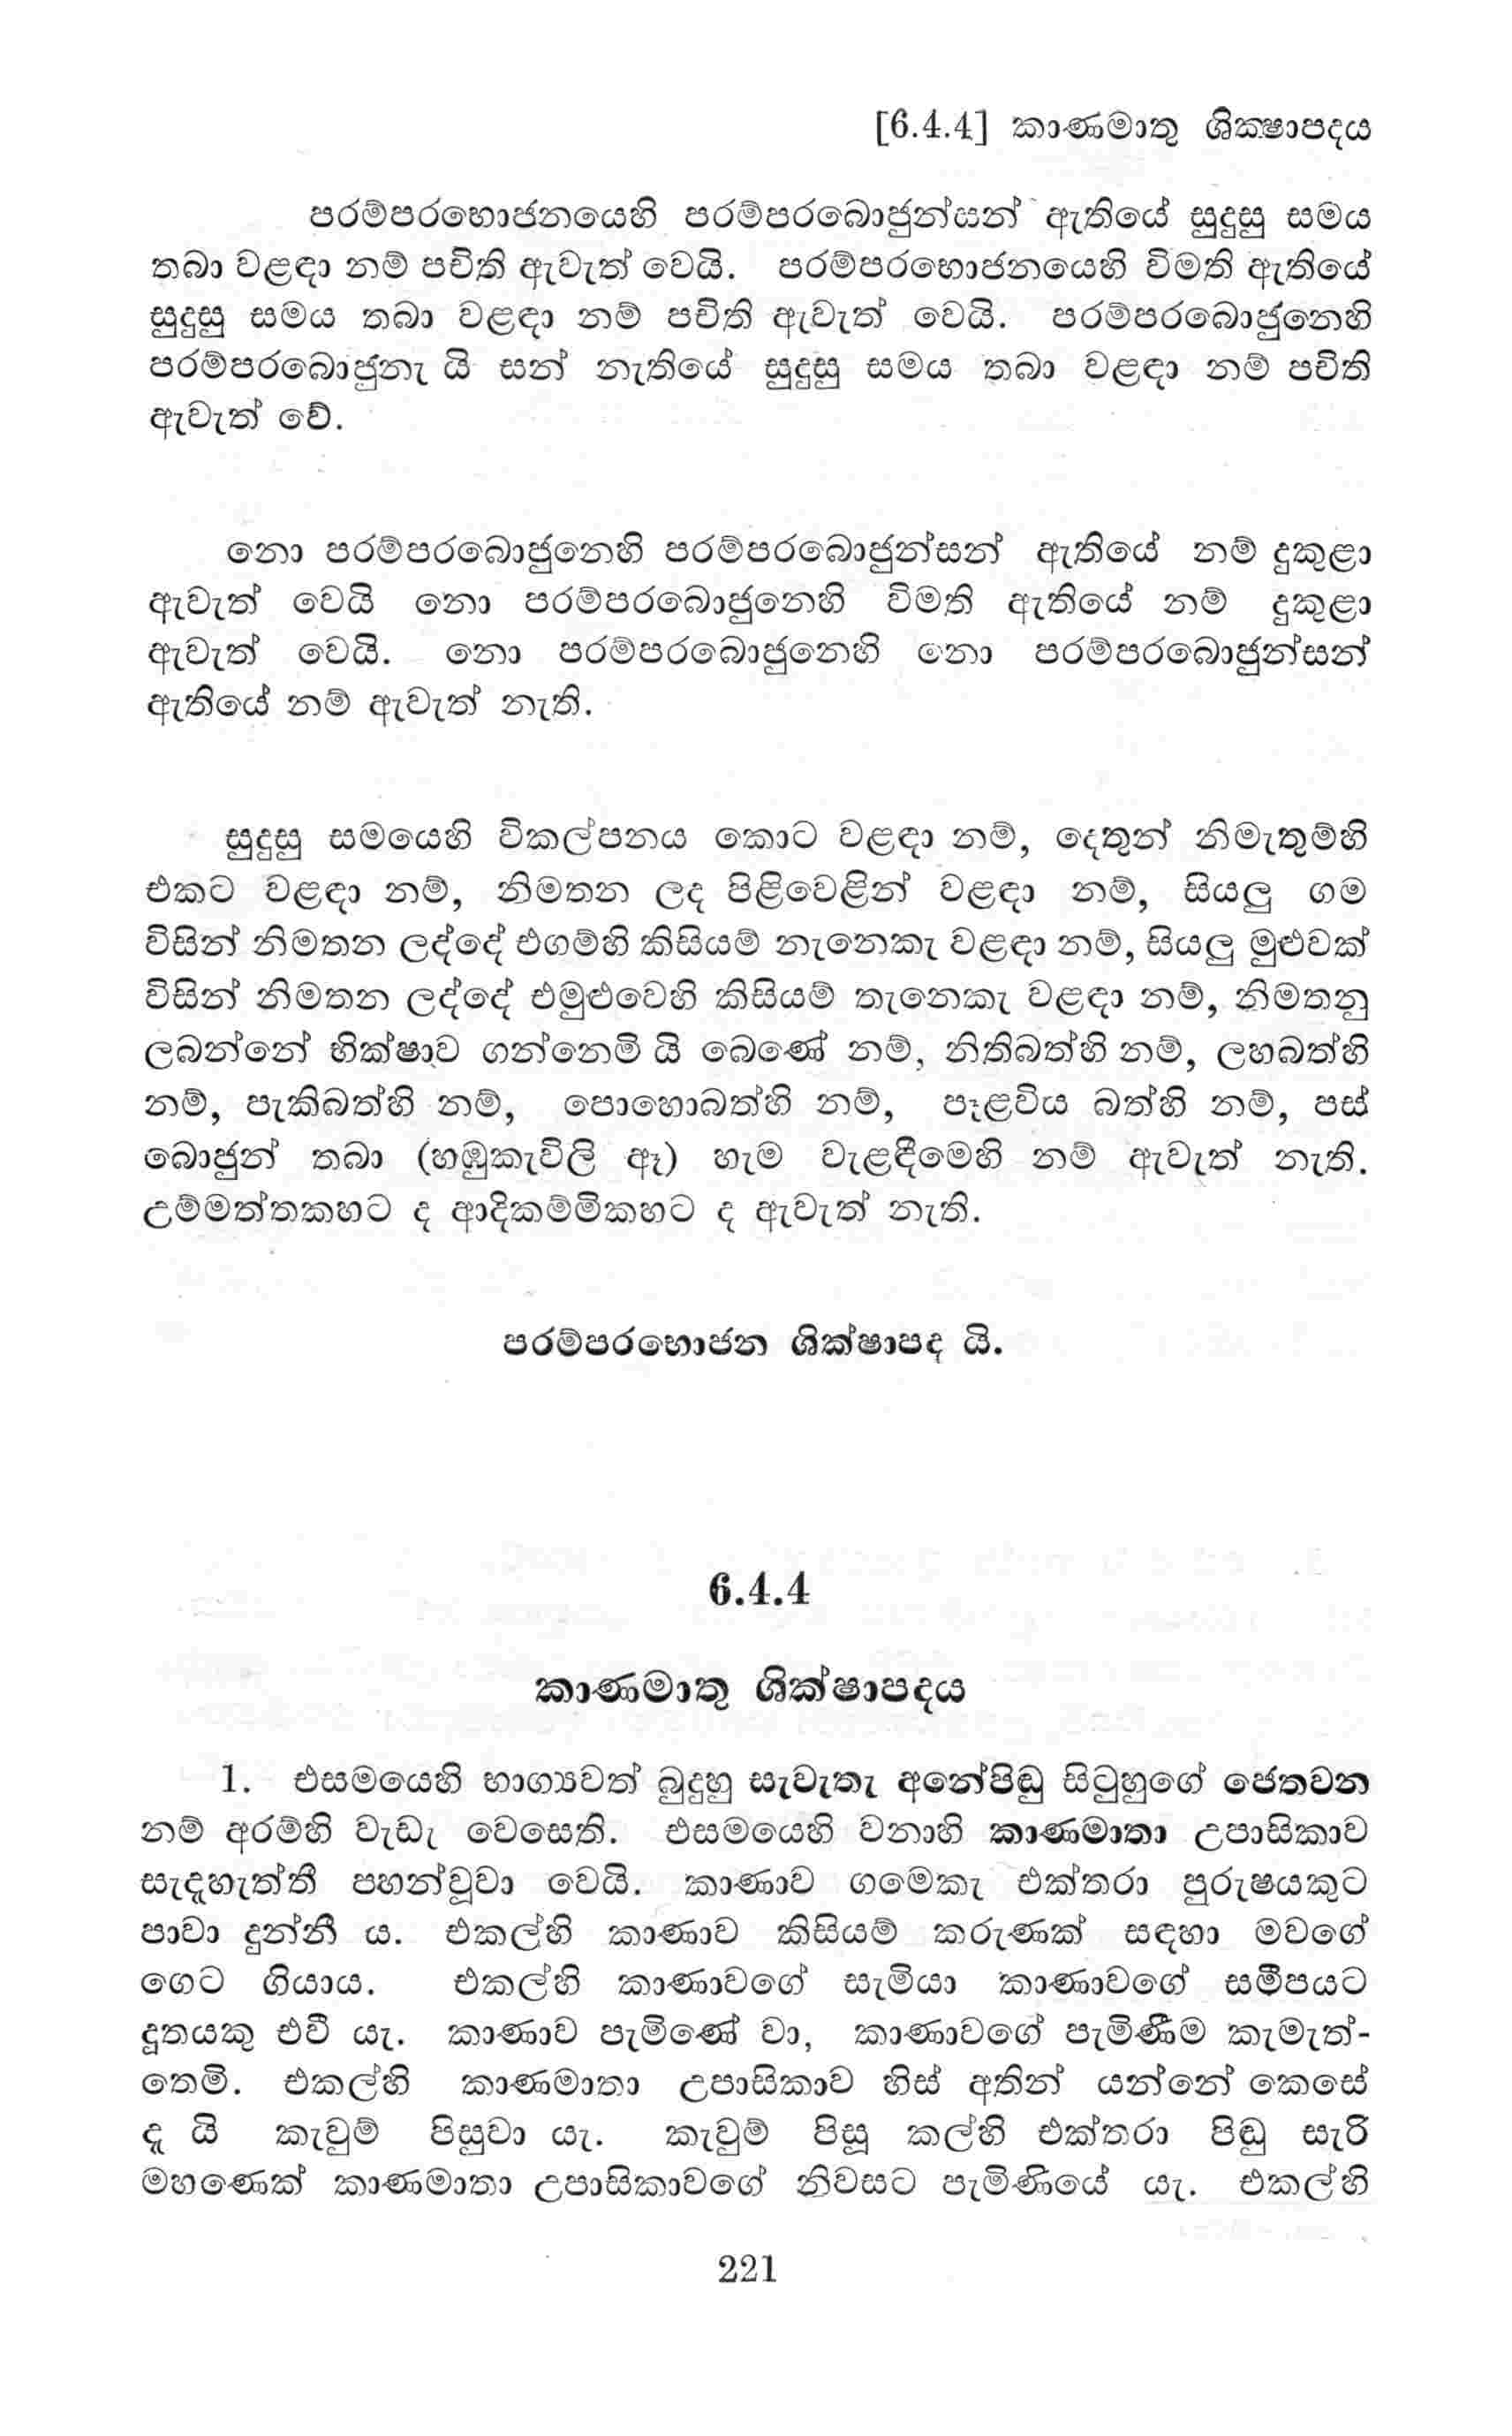 [6.4.4] කාණමාතු ශික්‍ෂාපදය
පරම්පරභොජනයෙහි පරම්පරබොජුන්සන් ඇතියේ සුදුසු සමය
තබා වළඳා නම් පචිති ඇවැත් වෙයි. පරම්පරභොජනයෙහි විමති ඇතියේ
සුදුසු සමය තබා වළඳා නම් පචිති ඇවැත් වෙයි. පරම්පරබොජුනෙහි
පරම්පරබොජුනැ යි සන් නැතියේ සුදුසු සමය තබා වළඳා නම් පචිති
ඇවැත් වේ.
නො පරම්පරබොජුනෙහි පරම්පරබොජුන්සන් ඇතියේ නම් දුකුළා
ඇවැත් වෙයි නො පරම්පරබොජුනෙහි විමති ඇතියේ නම් දුකුළා
ඇවැත් වෙයි. නො පරම්පරබොජුනෙහි නො පරම්පරබොජුන්සන්
ඇතියේ නම් ඇවැත් නැති.
සුදුසු සමයෙහි විකල්පනය කොට වළඳා නම්, දෙතුන් නිමැතුම්හි
එකට වළඳා නම්, නිමතන ලද පිළිවෙළින් වළඳා නම්, සියලු ගම
විසින් නිමතන ලද්දේ එගම්හි කිසියම් තැනෙකැ වළඳා නම්, සියලු මුළුවක්
විසින් නිමතන ලද්දේ එමුළුවෙහි කිසියම් තැනෙකැ වළඳා නම්, නිමතනු
ලබන්නේ භික්ෂාව ගන්නෙමි යි බෙණේ නම්, නිතිබත්හි නම්, ලහබත්හි
නම්, පැකිබත්හි නම්, පොහොබත්හි නම්, පෑළවිය බත්හි නම්, පස්
බොජුන් තබා (හඹුකැවිලි ඈ) හැම වැළඳීමෙහි නම් ඇවැත් නැති.
උම්මත්තකහට ද ආදිකම්මිකහට ද ඇවැත් නැති.
පරම්පරභොජන ශික්ෂාපද යි.
6.4.4
කාණමාතු ශික්ෂාපදය
1. එසමයෙහි භාග්‍යවත් බුදුහු සැවැතැ අනේපිඬු සිටුහුගේ ජෙතවන
නම් අරම්හි වැඩැ වෙසෙති. එසමයෙහි වනාහි කාණමාතා උපාසිකාව
සැදැහැත්තී පහන්වූවා වෙයි. කාණාව ගමෙකැ එක්තරා පුරුෂයකුට
පාවා දුන්නී ය. එකල්හි කාණාව කිසියම් කරුණක් සඳහා මවගේ
ගෙට ගියාය. එකල්හි කාණාවගේ සැමියා කාණාවගේ සමීපයට
දූතයකු එවී යැ. කාණාව පැමිණේ වා, කාණාවගේ පැමිණීම කැමැත්-
තෙමි. එකල්හි කාණමාතා උපාසිකාව හිස් අතින් යන්නේ කෙසේ
දැ යි කැවුම් පිසුවා යැ. කැවුම් පිසූ කල්හි එක්තරා පිඬු සැරි
මහණෙක් කාණමාතා උපාසිකාවගේ නිවසට පැමිණියේ යැ. එකල්හි
221